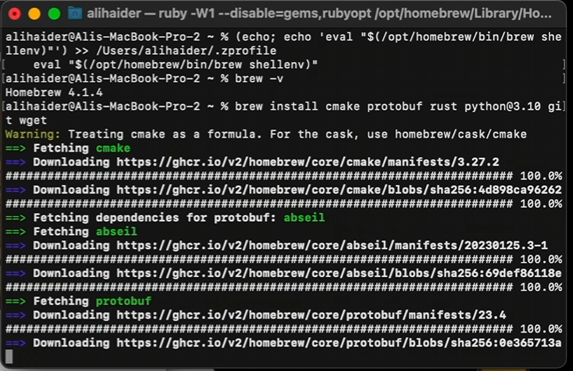 alihaider — ruby -W1 --disable=gems,rubyopt /opt/homebrew/Library/Ho...
alihaider@Alis-MacBook-Pro-2 ~ % (echo; echo 'eval "$(/opt/homebrew/bin/brew she
llenv)"') >> /Users/alihaider/.zprofile
[    eval "$(/opt/homebrew/bin/brew shellenv)" ]
[alihaider@Alis-MacBook-Pro-2 ~ % brew -v ]
Homebrew 4.1.4
[alihaider@Alis-MacBook-Pro-2 ~ % brew install cmake protobuf rust python@3.10 gi]
t wget
Warning: Treating cmake as a formula. For the cask, use homebrew/cask/cmake
==> Fetching cmake
==> Downloading https://ghcr.io/v2/homebrew/core/cmake/manifests/3.27.2
######################################################################## 100.0%
==> Downloading https://ghcr.io/v2/homebrew/core/cmake/blobs/sha256:4d898ca96262
######################################################################## 100.0%
==> Fetching dependencies for protobuf: abseil
==> Fetching abseil
==> Downloading https://ghcr.io/v2/homebrew/core/abseil/manifests/20230125.3-1
######################################################################## 100.0%
==> Downloading https://ghcr.io/v2/homebrew/core/abseil/blobs/sha256:69def86118e
######################################################################## 100.0%
==> Fetching protobuf
==> Downloading https://ghcr.io/v2/homebrew/core/protobuf/manifests/23.4
######################################################################## 100.0%
==> Downloading https://ghcr.io/v2/homebrew/core/protobuf/blobs/sha256:0e365713a